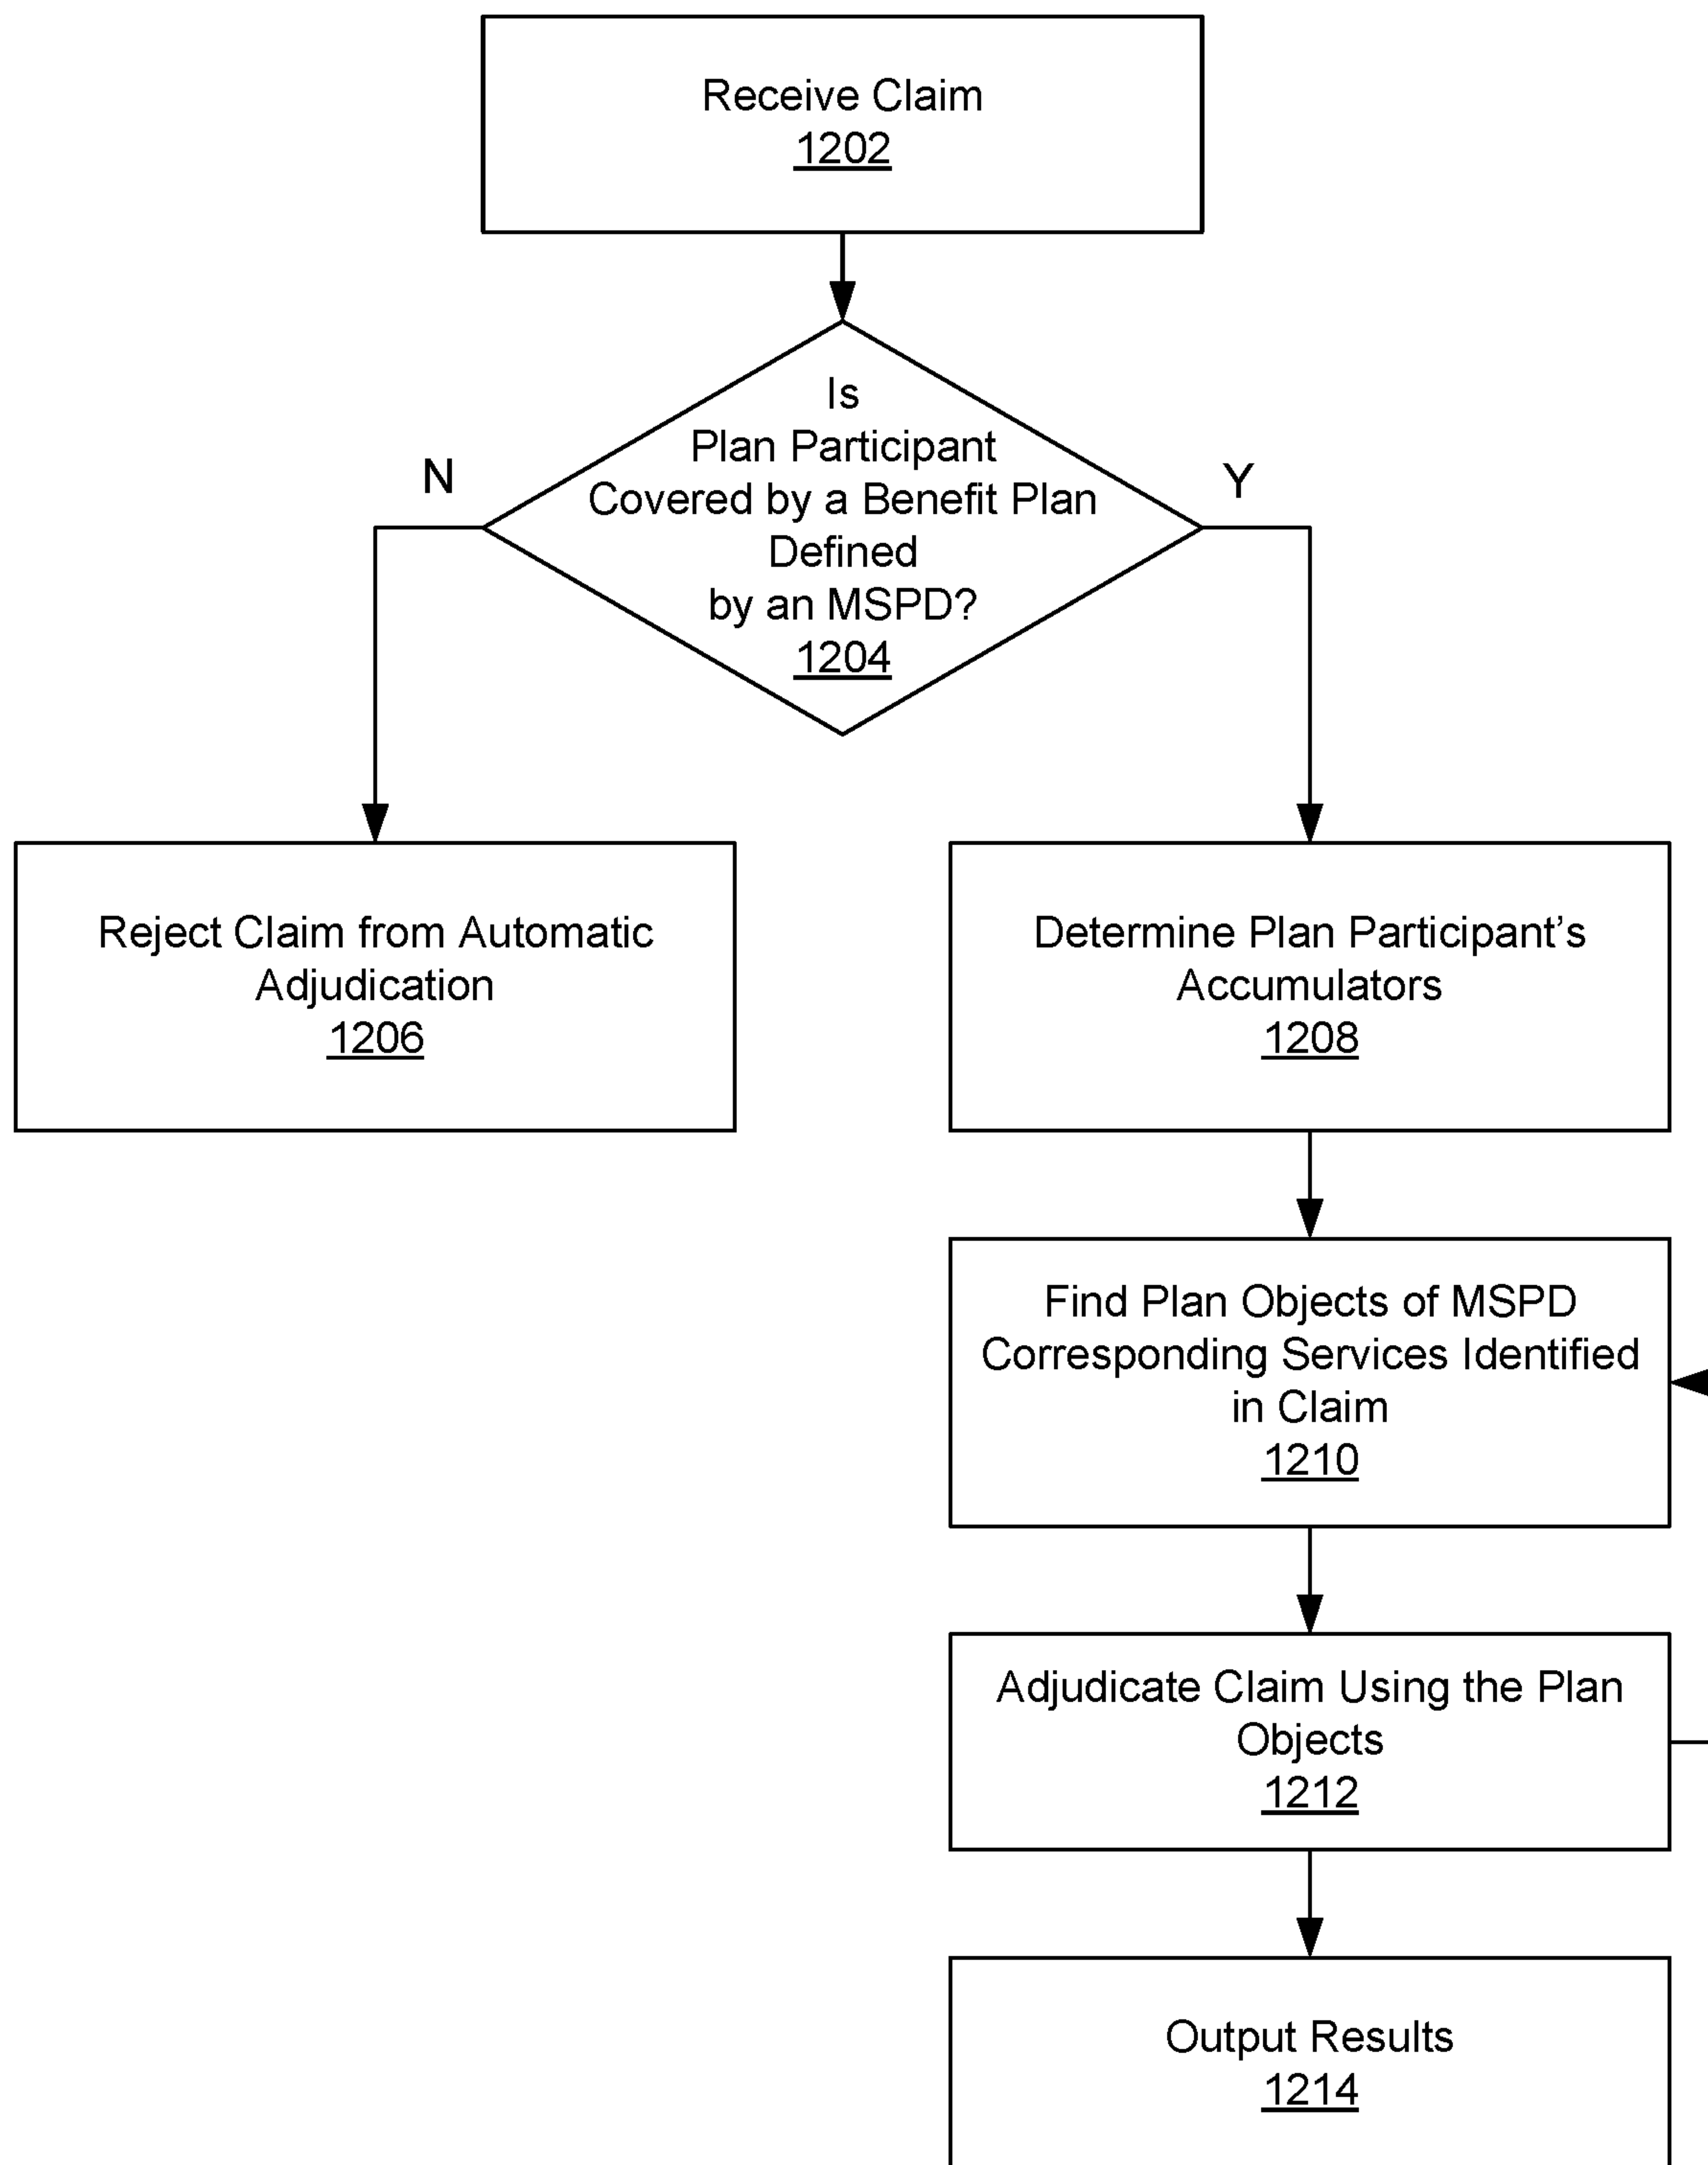 Receive Claim
1202
Is
Plan Participant
Covered by a Benefit Plan
Defined
by an MSPD?
1204
N
Y
Reject Claim from Automatic
Adjudication
1206
Determine Plan Participant’s
Accumulators
1208
Find Plan Objects of MSPD
Corresponding Services Identified
in Claim
1210
Adjudicate Claim Using the Plan
Objects
1212
Output Results
1214